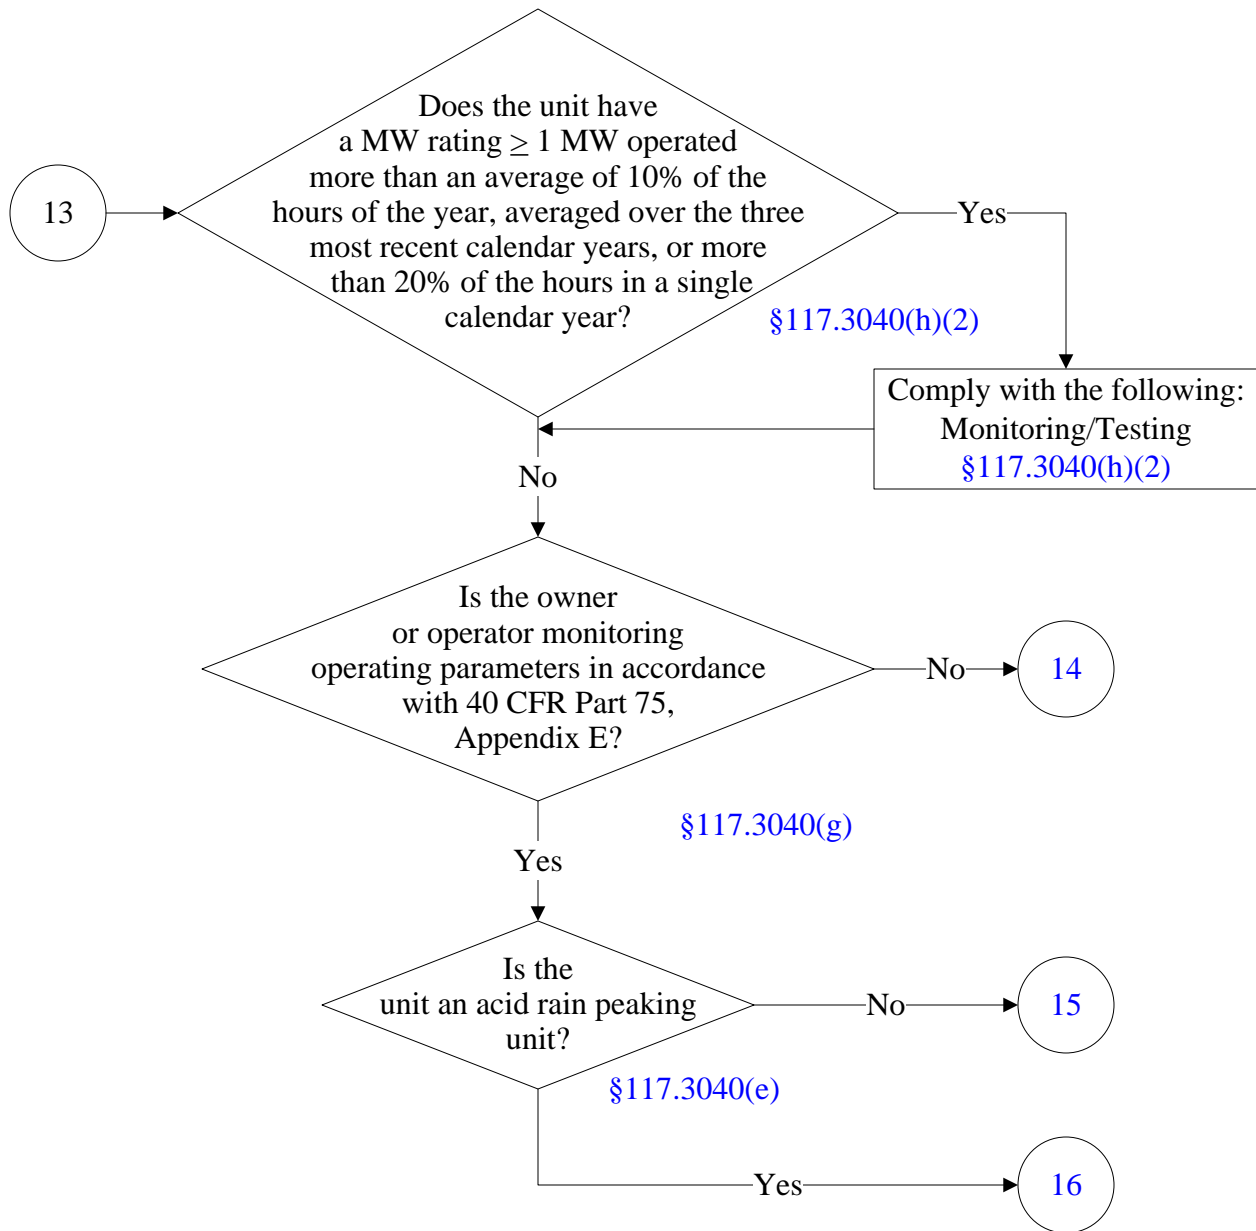 Does the unit have
a MW rating ≥ 1 MW operated
more than an average of 10% of the
hours of the year, averaged over the three
most recent calendar years, or more
than 20% of the hours in a single
calendar year?
13
Yes
§117.3040(h)(2)
Comply with the following:
Monitoring/Testing
§117.3040(h)(2)
No
Is the owner
or operator monitoring
operating parameters in accordance
with 40 CFR Part 75,
Appendix E?
No
14
§117.3040(g)
Yes
Is the
unit an acid rain peaking
unit?
No
15
§117.3040(e)
Yes
16